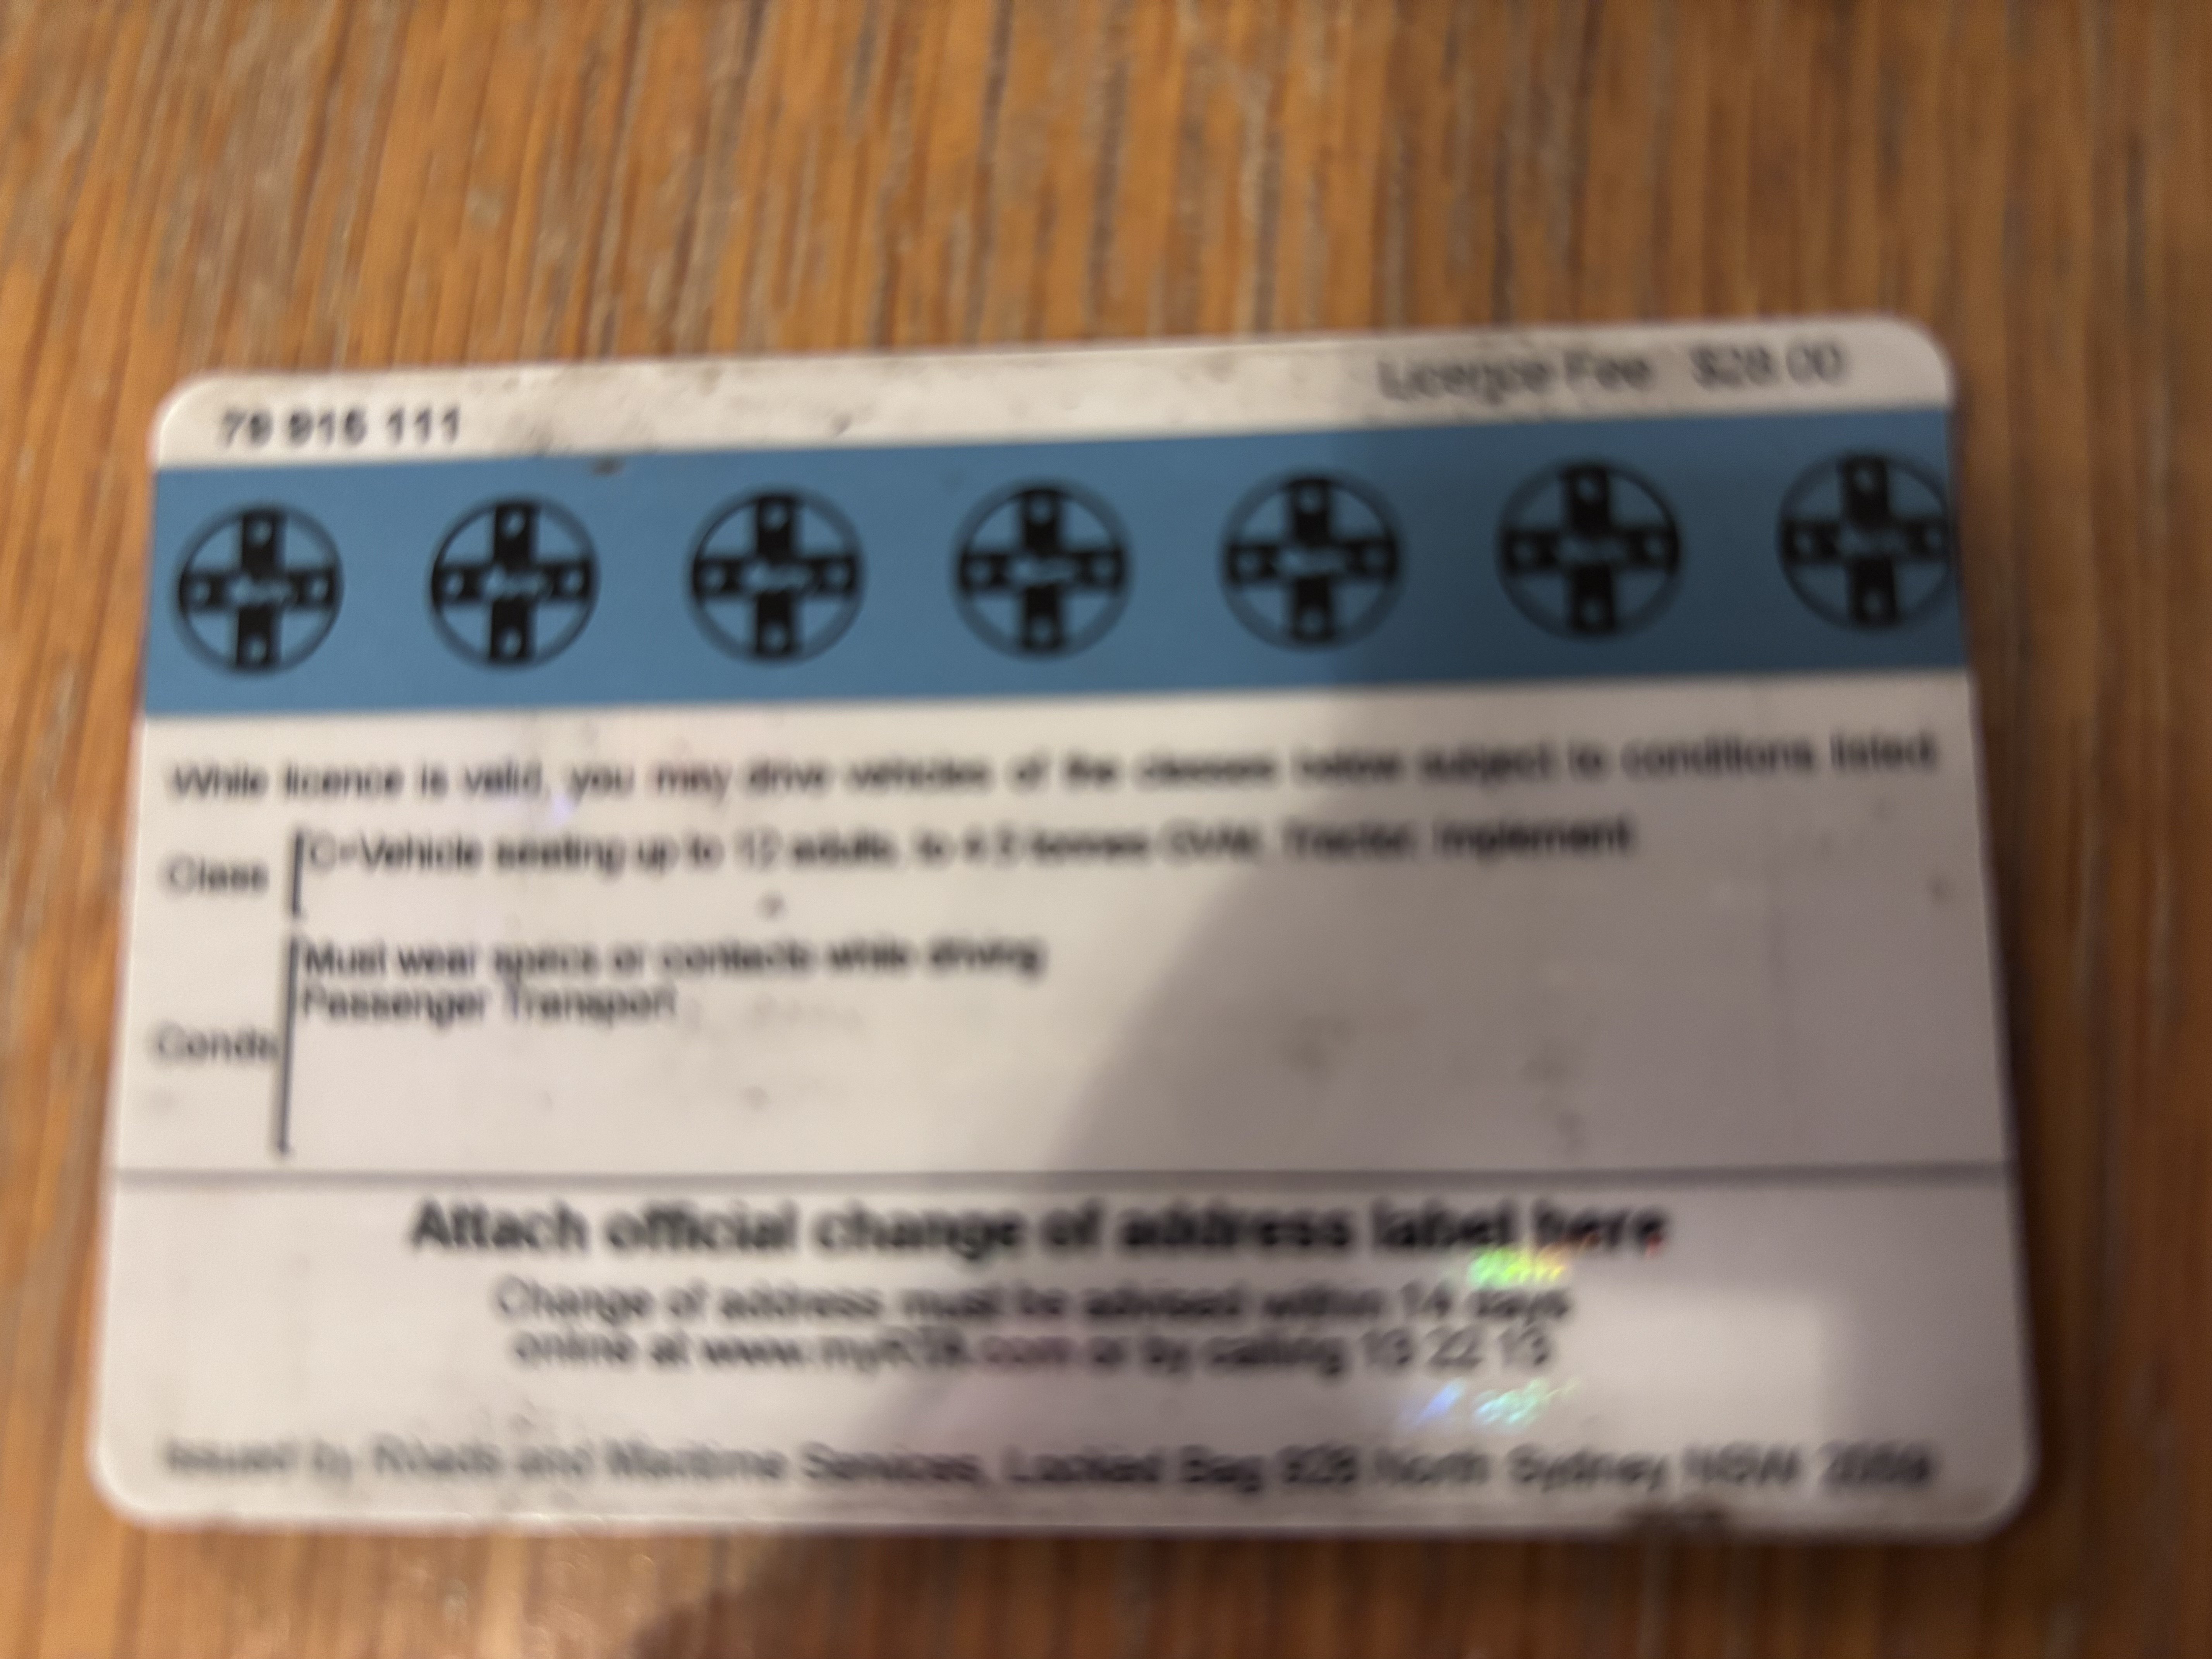 79 915 111
Licence Fee $28.00
While licence is valid, you may drive vehicles of the classes below subject to conditions listed:
Class
C=Vehicle seating up to 12 adults, to 4.5 tonnes GVM, Tractor, Implement
Conds
Must wear specs or contacts while driving
Passenger Transport
Attach official change of address label here
Change of address must be advised within 14 days
online at www.myRTA.com or by calling 13 22 13
Issued by Roads and Maritime Services, Locked Bag 928 North Sydney NSW 2059